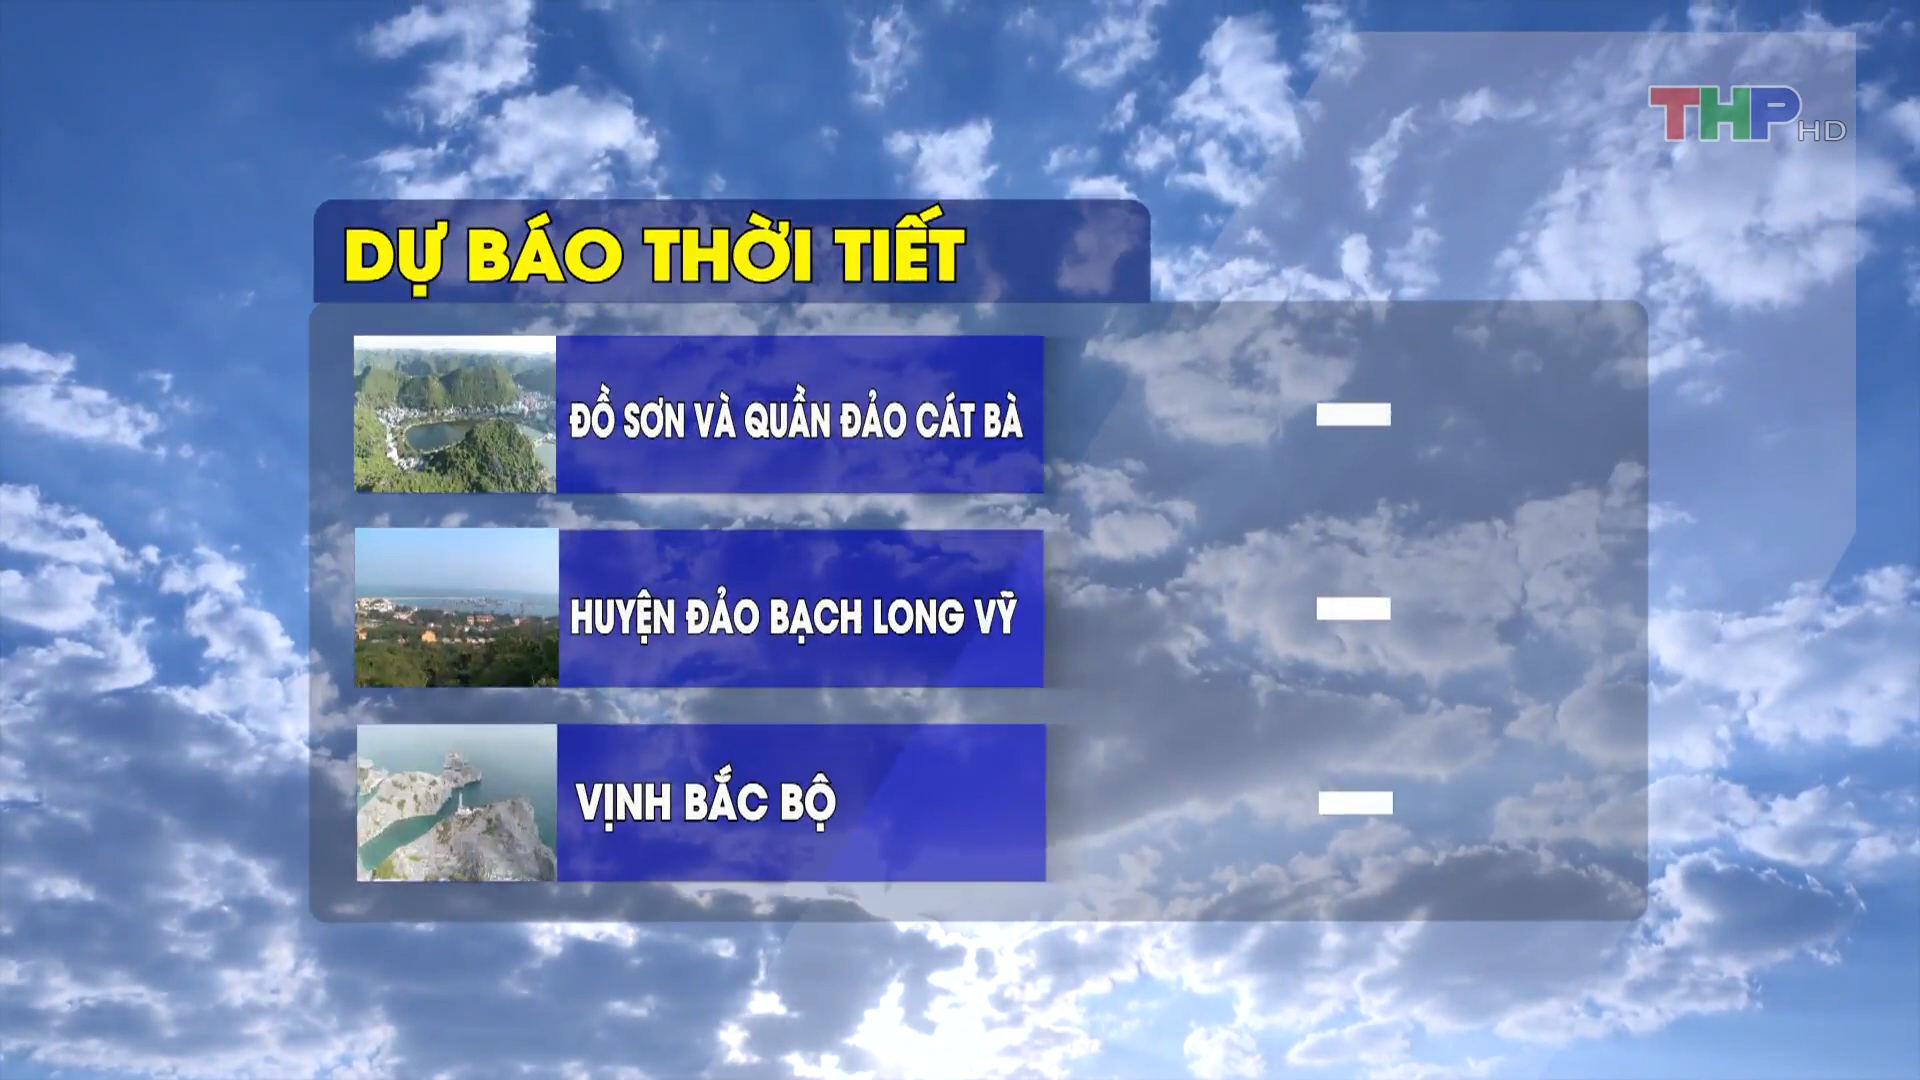 THP HD
DỰ BÁO THỜI TIẾT
ĐỒ SƠN VÀ QUẦN ĐẢO CÁT BÀ
HUYỆN ĐẢO BẠCH LONG VỸ
VỊNH BẮC BỘ